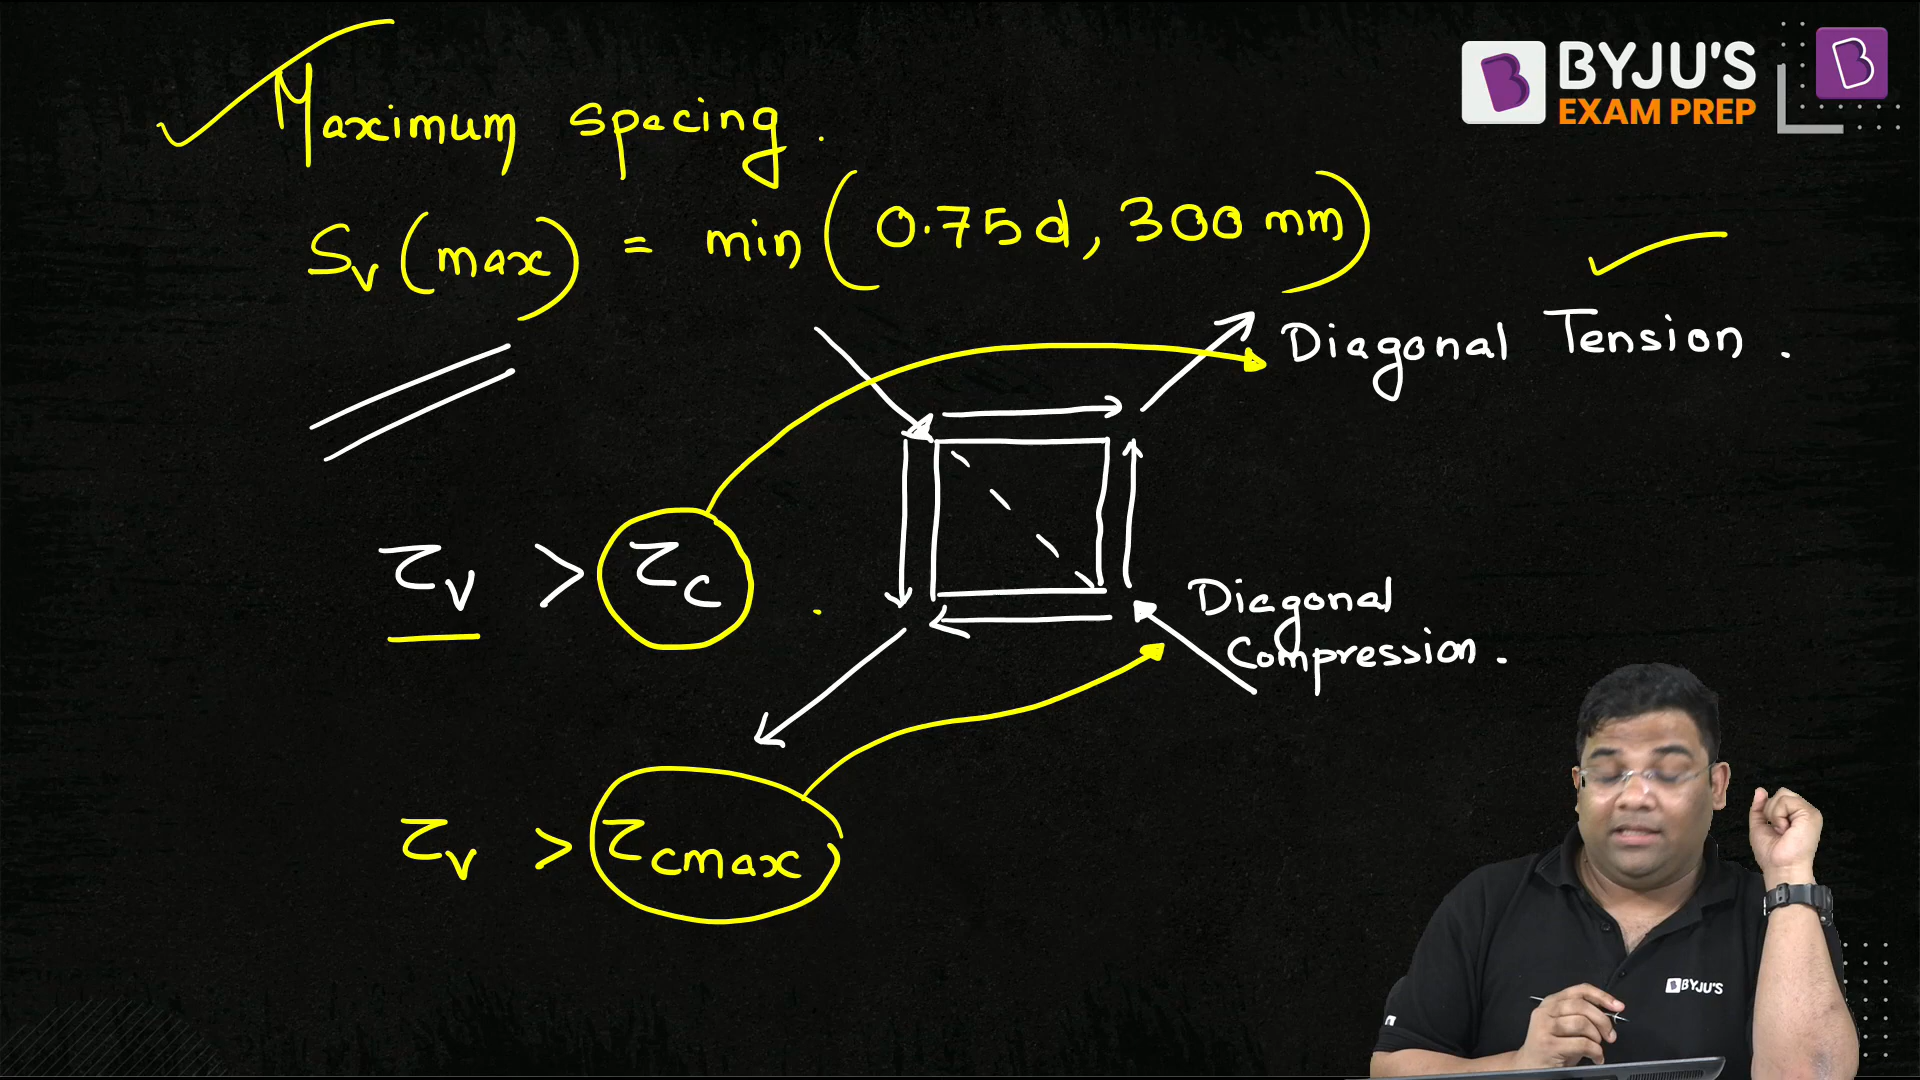 BYJU'S
EXAM PREP
Maximum spacing.
Sv (max) = min (0.75d, 300 mm)
Diagonal Tension.
τv > τc
Diagonal
Compression.
τv > τcmax
BYJU'S